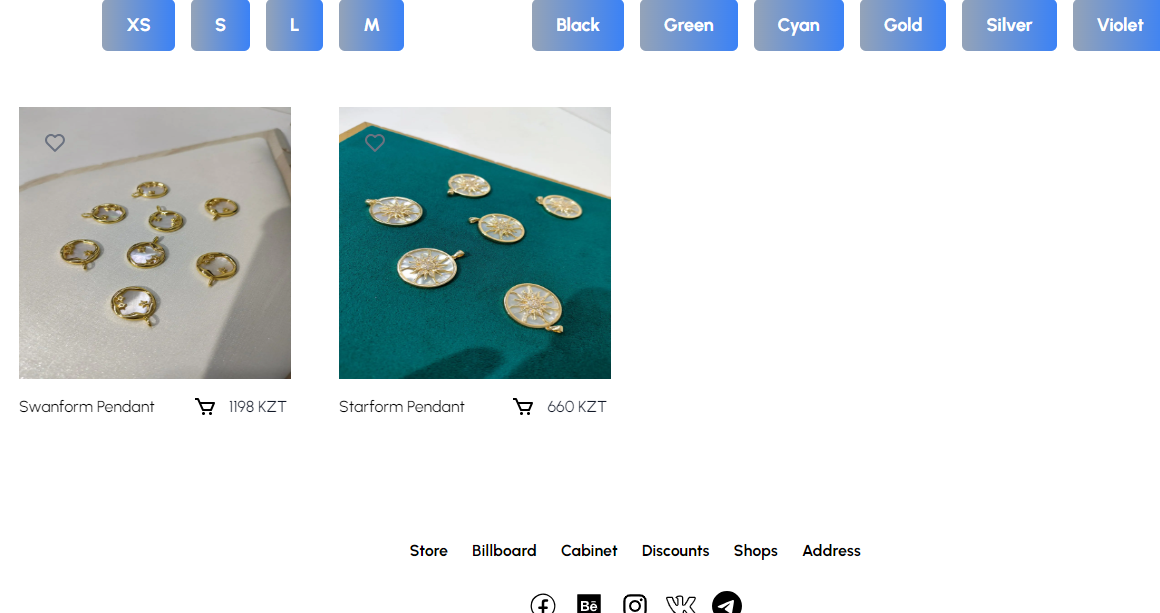 XS S L M Black Green Cyan Gold Silver Violet
Swanform Pendant 1198 KZT Starform Pendant 660 KZT
Store Billboard Cabinet Discounts Shops Address
Bē